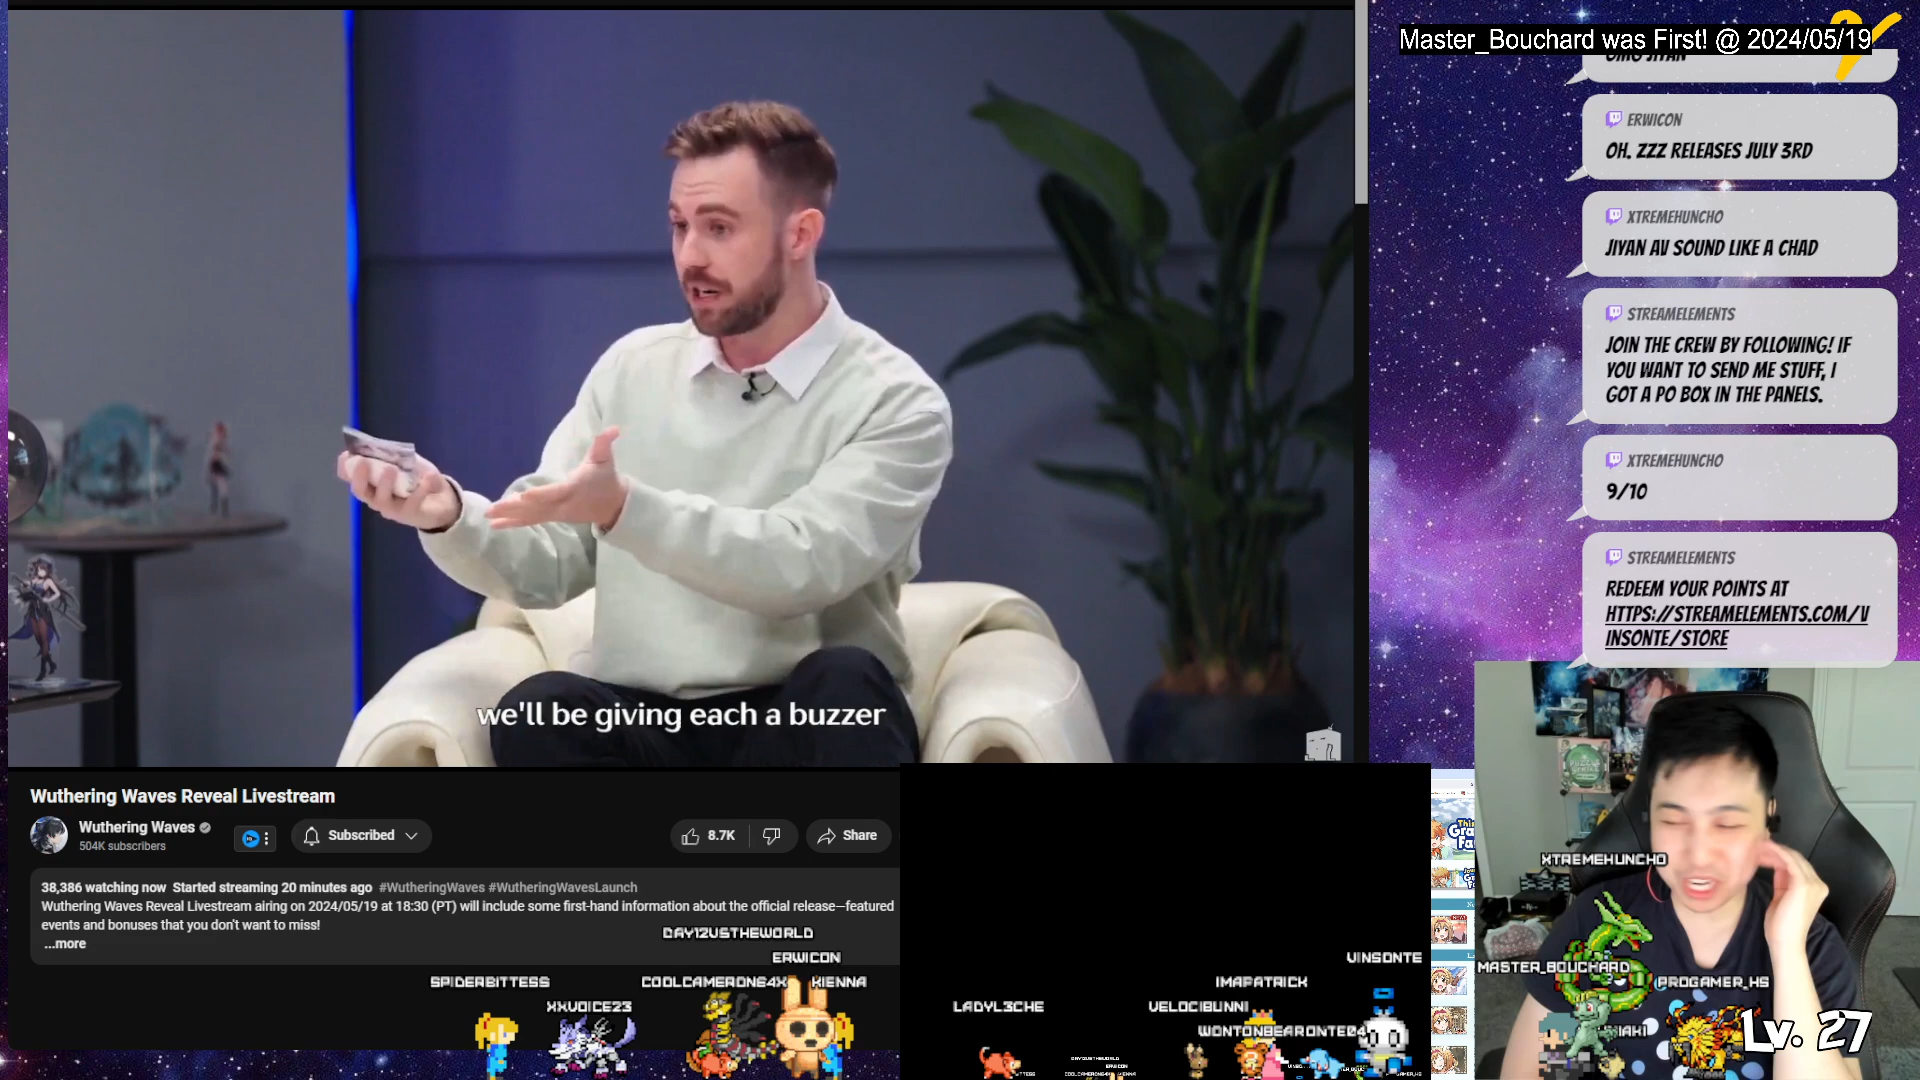 Master_Bouchard was First! @ 2024/05/19
OMG JIYAN
ERWICON
OH. ZZZ RELEASES JULY 3RD
XTREMEHUNCHO
JIYAN AV SOUND LIKE A CHAD
STREAMELEMENTS
JOIN THE CREW BY FOLLOWING! IF
YOU WANT TO SEND ME STUFF, I
GOT A PO BOX IN THE PANELS.
XTREMEHUNCHO
9/10
STREAMELEMENTS
REDEEM YOUR POINTS AT
HTTPS://STREAMELEMENTS.COM/V
INSONTE/STORE
we'll be giving each a buzzer
Wuthering Waves Reveal Livestream
Wuthering Waves
504K subscribers
Subscribed
8.7K
Share
38,386 watching now Started streaming 20 minutes ago #WutheringWaves #WutheringWavesLaunch
Wuthering Waves Reveal Livestream airing on 2024/05/19 at 18:30 (PT) will include some first-hand information about the official release—featured
events and bonuses that you don't want to miss!
...more
DAY12VSTHEWORLD
ERWICON
SPIDERBITTESS
COOLCAMERON64X
KIENNA
XXVOICE23
LADYL3CHE
VELOCIBUNNI
IMAPATRICK
VINSONTE
WONTONBEARONTE04
XTREMEHUNCHO
MASTER_BOUCHARD
PROGAMER_HS
Lv. 27